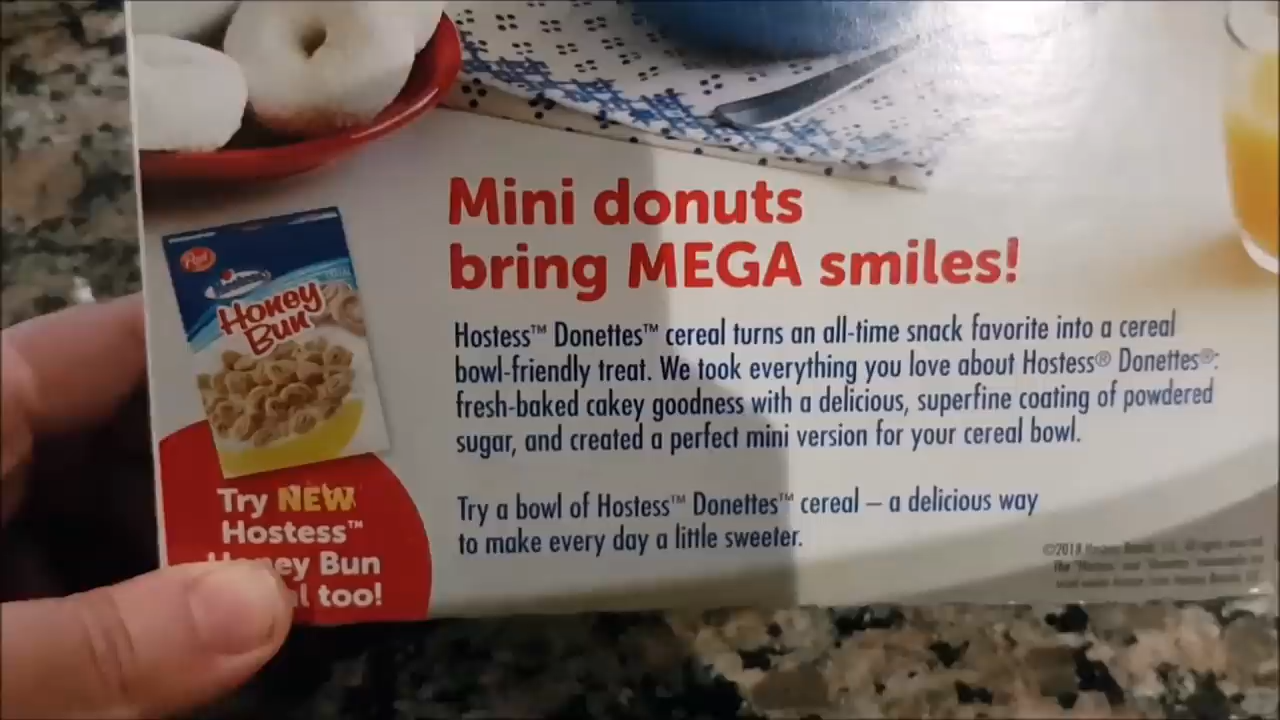 Mini donuts
bring MEGA smiles!
Hostess™ Donettes™ cereal turns an all-time snack favorite into a cereal
bowl-friendly treat. We took everything you love about Hostess® Donettes®:
fresh-baked cakey goodness with a delicious, superfine coating of powdered
sugar, and created a perfect mini version for your cereal bowl.
Try a bowl of Hostess™ Donettes™ cereal – a delicious way
to make every day a little sweeter.
Post
Hostess
Honey
Bun
Try NEW
Hostess™
Bun
too!
©2018